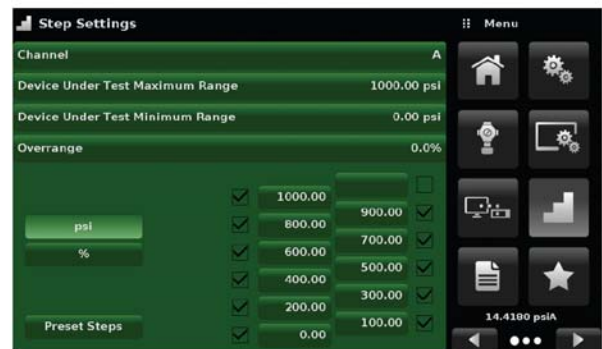 Step Settings
Menu
Channel A
Device Under Test Maximum Range 1000.00 psi
Device Under Test Minimum Range 0.00 psi
Overrange 0.0%
1000.00
900.00
psi
800.00
700.00
%
600.00
500.00
400.00
300.00
200.00
Preset Steps
100.00
0.00
14.4180 psiA